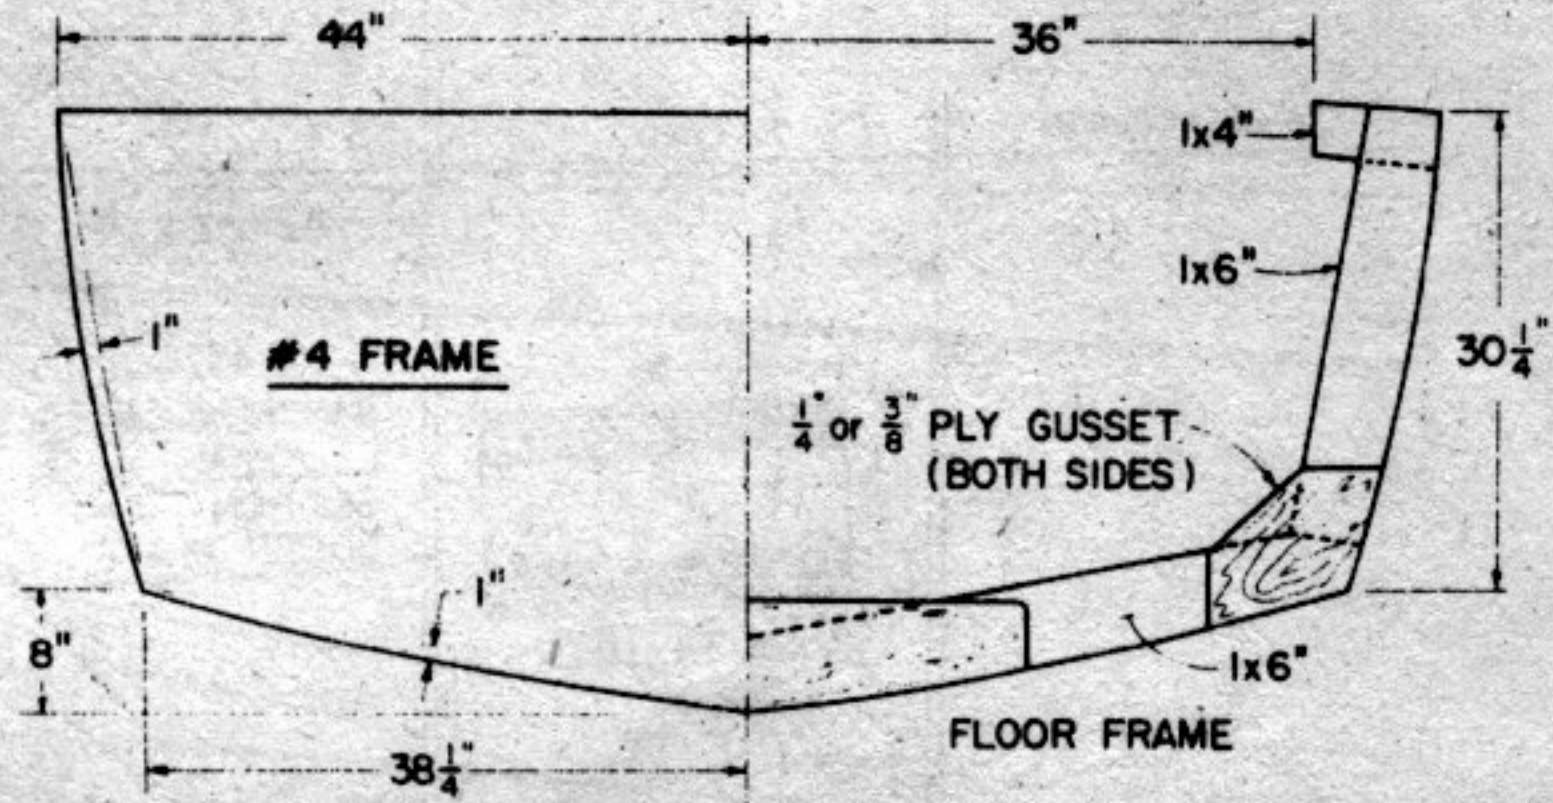 44"
36"
1x4"
1x6"
1"
#4 FRAME
30 1/4"
1/4" or 3/8" PLY GUSSET
(BOTH SIDES)
1"
8"
1x6"
FLOOR FRAME
38 1/4"